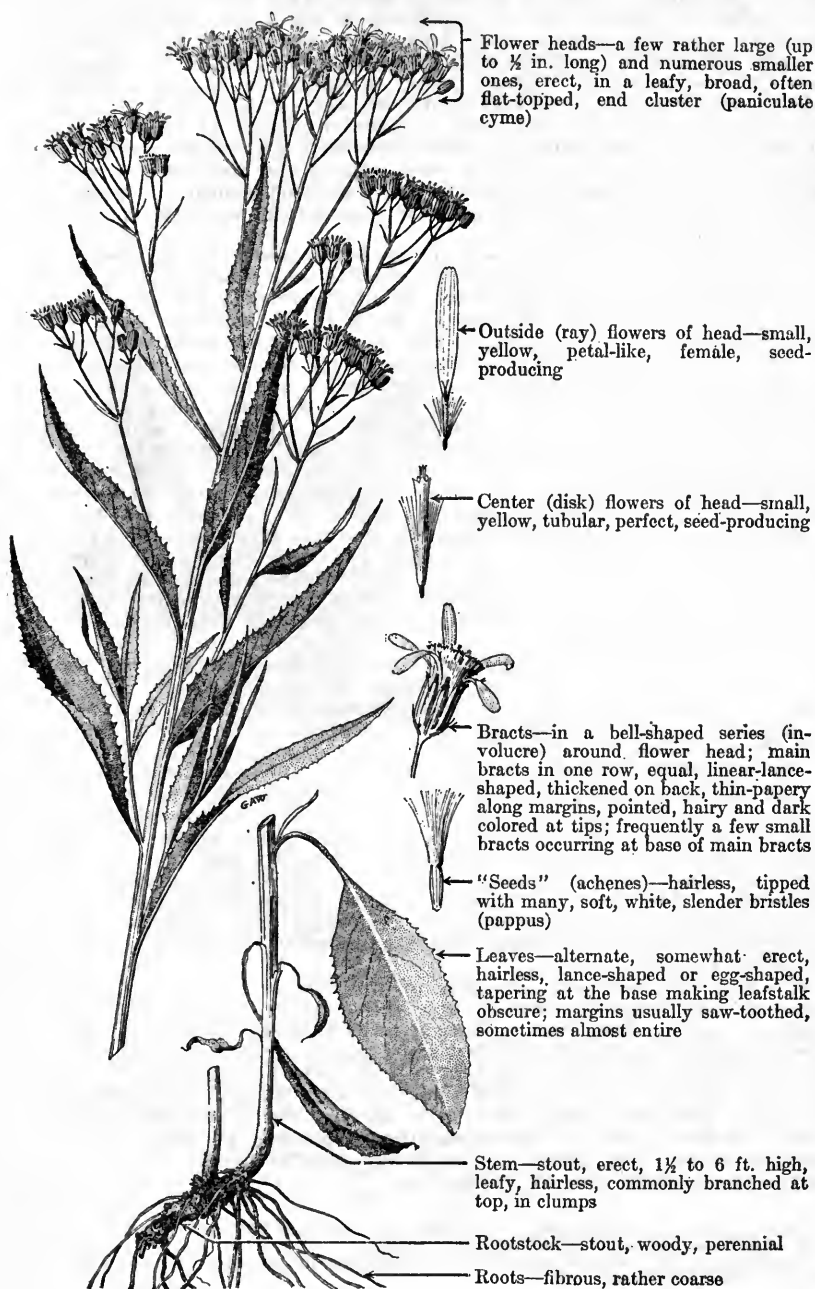 Flower heads—a few rather large (up
to ½ in. long) and numerous smaller
ones, erect, in a leafy, broad, often
flat-topped, end cluster (paniculate
cyme)
Outside (ray) flowers of head—small,
yellow, petal-like, female, seed-
producing
Center (disk) flowers of head—small,
yellow, tubular, perfect, seed-producing
Bracts—in a bell-shaped series (in-
volucre) around flower head; main
bracts in one row, equal, linear-lance-
shaped, thickened on back, thin-papery
along margins, pointed, hairy and dark
colored at tips; frequently a few small
bracts occurring at base of main bracts
GAW
"Seeds" (achenes)—hairless, tipped
with many, soft, white, slender bristles
(pappus)
Leaves—alternate, somewhat erect,
hairless, lance-shaped or egg-shaped,
tapering at the base making leafstalk
obscure; margins usually saw-toothed,
sometimes almost entire
Stem—stout, erect, 1½ to 6 ft. high,
leafy, hairless, commonly branched at
top, in clumps
Rootstock—stout, woody, perennial
Roots—fibrous, rather coarse